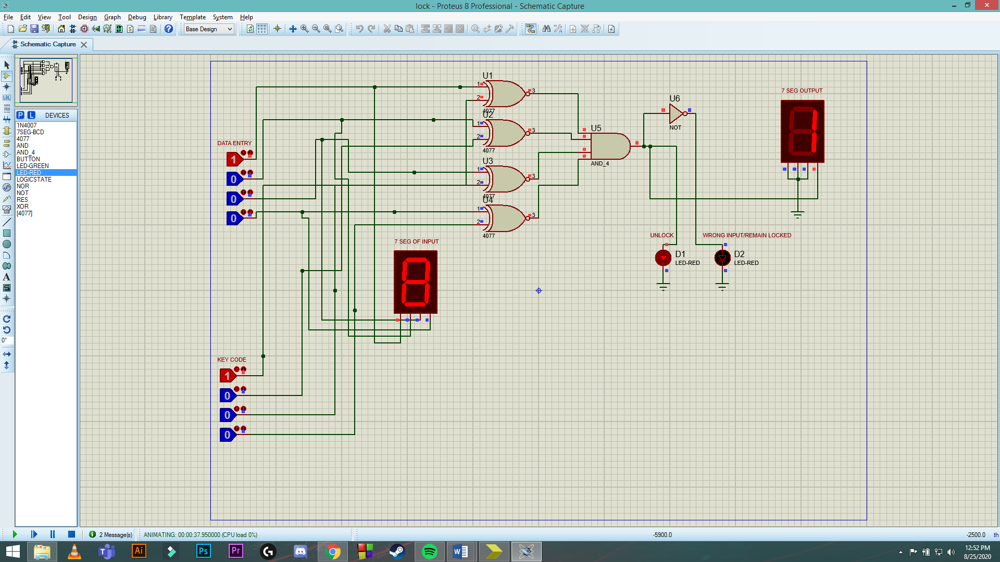 lock - Proteus 8 Professional - Schematic Capture
File Edit View Tool Design Graph Debug Library Template System Help
Base Design
Schematic Capture
P L DEVICES
1N4007
7SEG-BCD
4077
AND
AND_4
BUTTON
LED-GREEN
LED-RED
LOGICSTATE
NOR
NOT
RES
XOR
[4077]
LBL
A
S
0°
DATA ENTRY
1
0
0
0
KEY CODE
1
0
0
0
U1
1
2
3
4077
U2
1
2
3
4077
U3
1
2
3
4077
U4
1
2
3
4077
U5
AND_4
U6
NOT
7 SEG OUTPUT
7 SEG OF INPUT
UNLOCK
D1
LED-RED
WRONG INPUT/REMAIN LOCKED
D2
LED-RED
2 Message(s)
ANIMATING: 00:00:37.950000 (CPU load 0%)
-5900.0
-2500.0
th
Ai
Ps
Pr
12:52 PM
8/25/2020